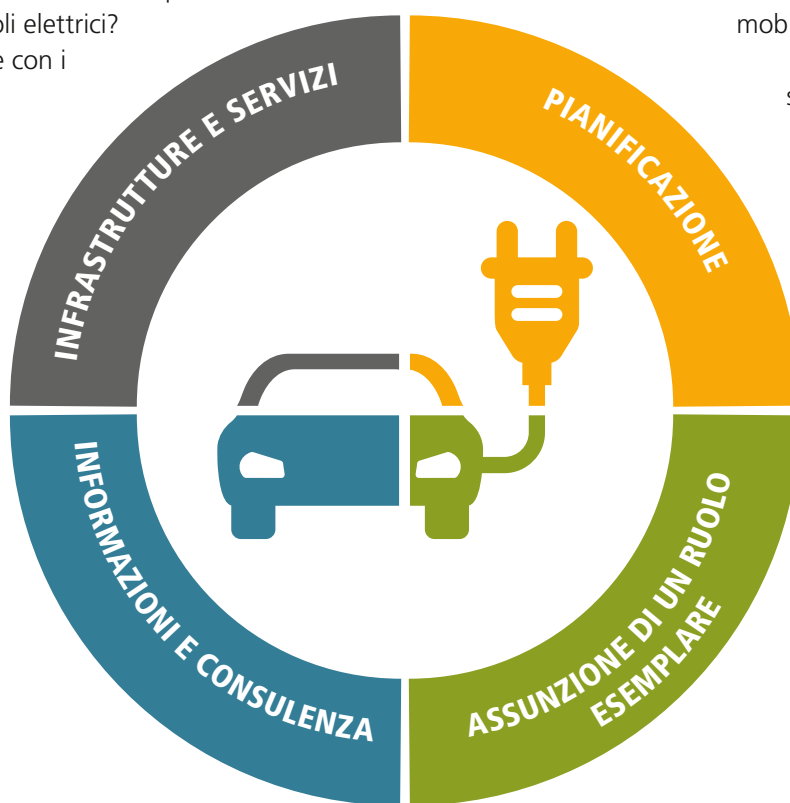 oli elettrici?
e con i
mob
s
INFRASTRUTTURE E SERVIZI
PIANIFICAZIONE
INFORMAZIONI E CONSULENZA
ASSUNZIONE DI UN RUOLO
ESEMPLARE